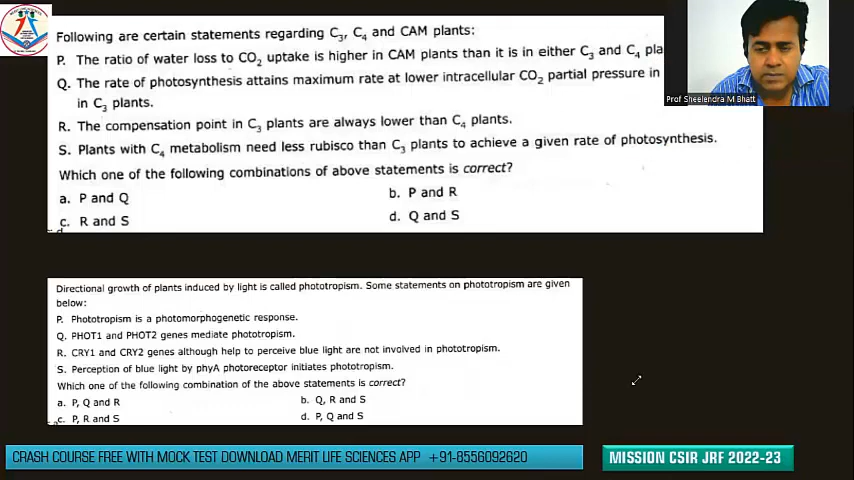 Following are certain statements regarding C3, C4 and CAM plants:
P. The ratio of water loss to CO2 uptake is higher in CAM plants than it is in either C3 and C4 pla
Q. The rate of photosynthesis attains maximum rate at lower intracellular CO2 partial pressure in
in C3 plants.
R. The compensation point in C3 plants are always lower than C4 plants.
S. Plants with C4 metabolism need less rubisco than C3 plants to achieve a given rate of photosynthesis.
Which one of the following combinations of above statements is correct?
a. P and Q
b. P and R
c. R and S
d. Q and S
Prof Sheelendra M Bhatt
Directional growth of plants induced by light is called phototropism. Some statements on phototropism are given
below:
P. Phototropism is a photomorphogenetic response.
Q. PHOT1 and PHOT2 genes mediate phototropism.
R. CRY1 and CRY2 genes although help to perceive blue light are not involved in phototropism.
S. Perception of blue light by phyA photoreceptor initiates phototropism.
Which one of the following combination of the above statements is correct?
a. P, Q and R
b. Q, R and S
c. P, R and S
d. P, Q and S
CRASH COURSE FREE WITH MOCK TEST DOWNLOAD MERIT LIFE SCIENCES APP +91-8556092620
MISSION CSIR JRF 2022-23